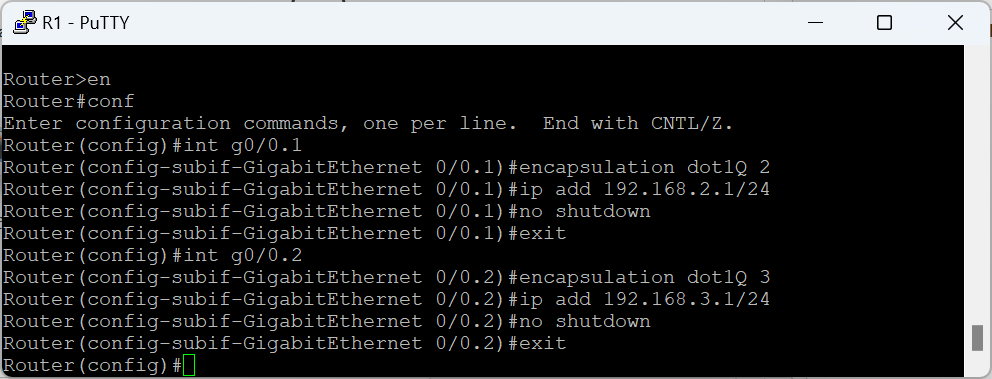 R1 - PuTTY
Router>en
Router#conf
Enter configuration commands, one per line.  End with CNTL/Z.
Router(config)#int g0/0.1
Router(config-subif-GigabitEthernet 0/0.1)#encapsulation dot1Q 2
Router(config-subif-GigabitEthernet 0/0.1)#ip add 192.168.2.1/24
Router(config-subif-GigabitEthernet 0/0.1)#no shutdown
Router(config-subif-GigabitEthernet 0/0.1)#exit
Router(config)#int g0/0.2
Router(config-subif-GigabitEthernet 0/0.2)#encapsulation dot1Q 3
Router(config-subif-GigabitEthernet 0/0.2)#ip add 192.168.3.1/24
Router(config-subif-GigabitEthernet 0/0.2)#no shutdown
Router(config-subif-GigabitEthernet 0/0.2)#exit
Router(config)#